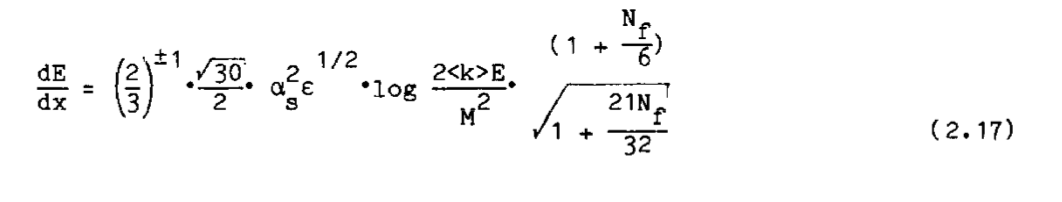 dE/dx = (2/3)^±1 · √30/2 · α_s^2 ε^1/2 · log 2<k>E/M^2 · (1 + N_f/6)/√(1 + 21N_f/32) (2.17)